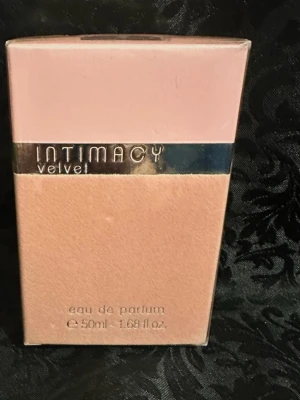 INTIMACY
velvet
eau de parfum
℮ 50ml - 1.68 fl oz.